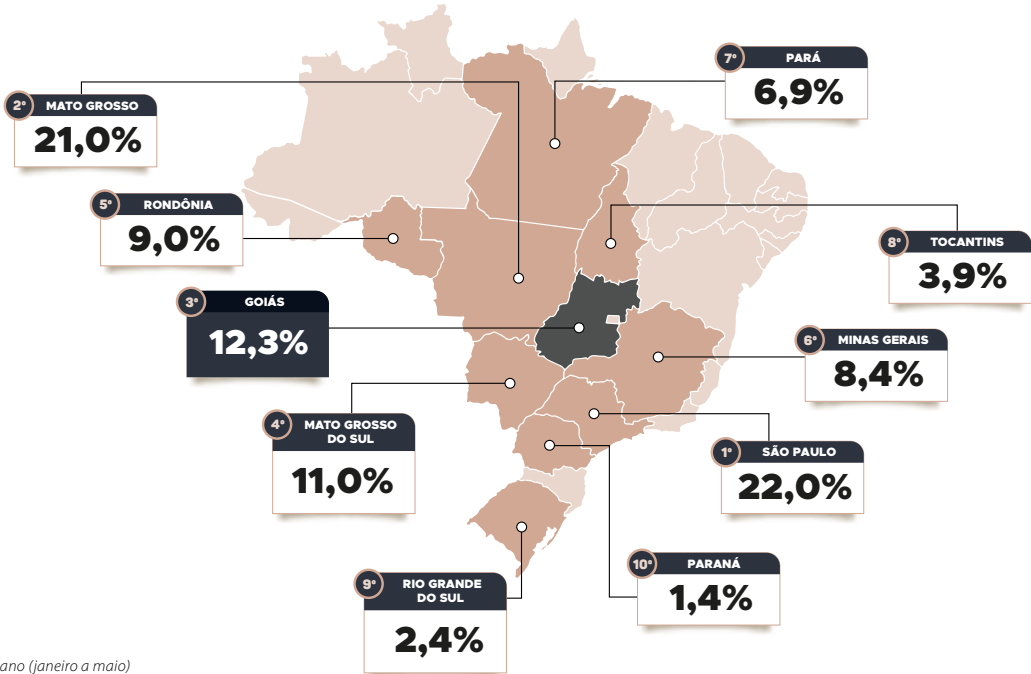 7º PARÁ
6,9%
2º MATO GROSSO
21,0%
5º RONDÔNIA
9,0%
8º TOCANTINS
3,9%
3º GOIÁS
12,3%
6º MINAS GERAIS
8,4%
4º MATO GROSSO
DO SUL
11,0%
1º SÃO PAULO
22,0%
10º PARANÁ
1,4%
9º RIO GRANDE
DO SUL
2,4%
ano (janeiro a maio)